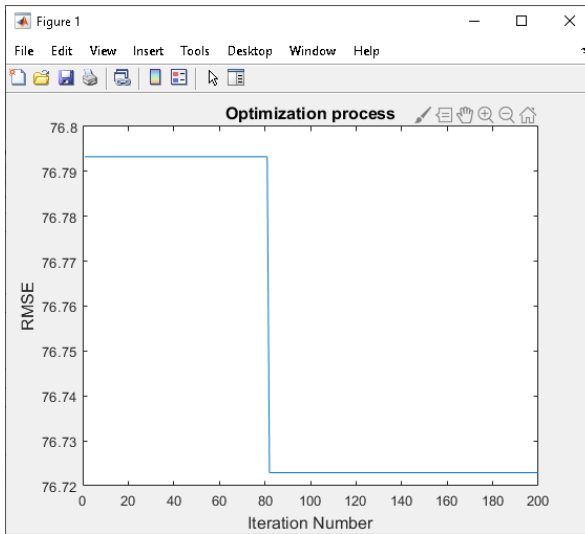 Figure 1
File Edit View Insert Tools Desktop Window Help
Optimization process
76.8
76.79
76.78
76.77
76.76
76.75
76.74
76.73
76.72
RMSE
0 20 40 60 80 100 120 140 160 180 200
Iteration Number